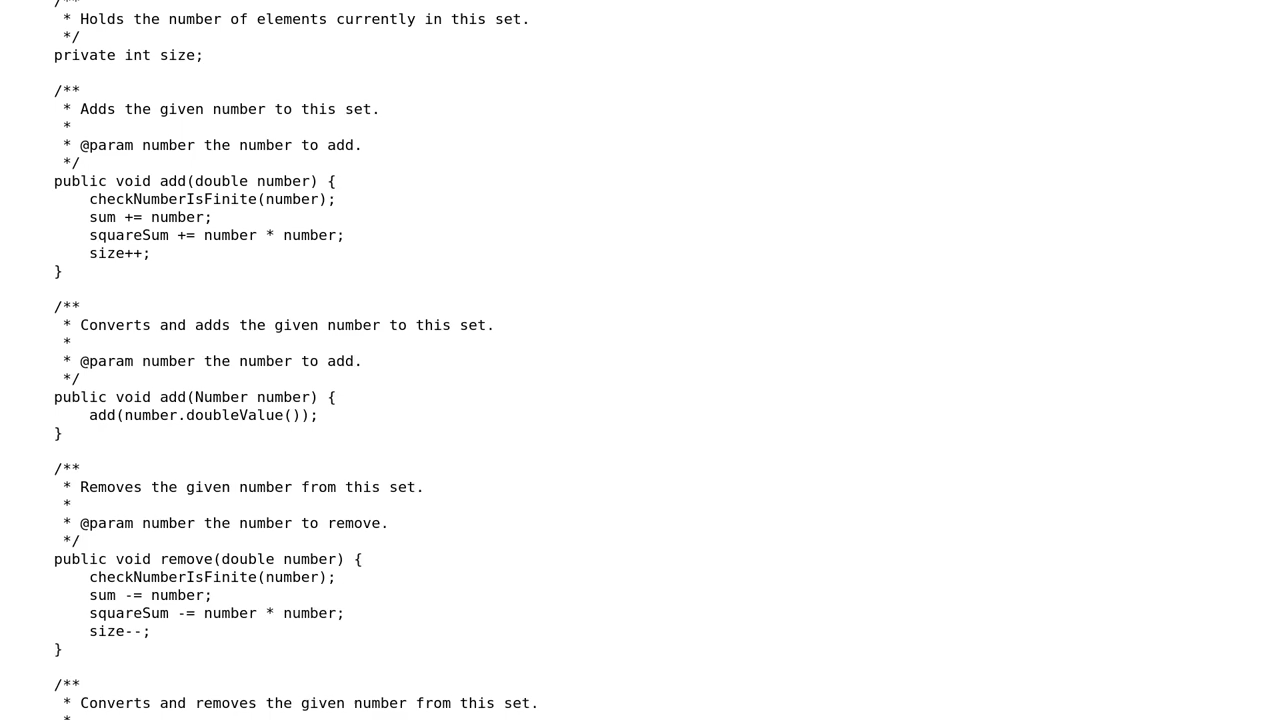 /**
 * Holds the number of elements currently in this set.
 */
private int size;

/**
 * Adds the given number to this set.
 *
 * @param number the number to add.
 */
public void add(double number) {
    checkNumberIsFinite(number);
    sum += number;
    squareSum += number * number;
    size++;
}

/**
 * Converts and adds the given number to this set.
 *
 * @param number the number to add.
 */
public void add(Number number) {
    add(number.doubleValue());
}

/**
 * Removes the given number from this set.
 *
 * @param number the number to remove.
 */
public void remove(double number) {
    checkNumberIsFinite(number);
    sum -= number;
    squareSum -= number * number;
    size--;
}

/**
 * Converts and removes the given number from this set.
 *